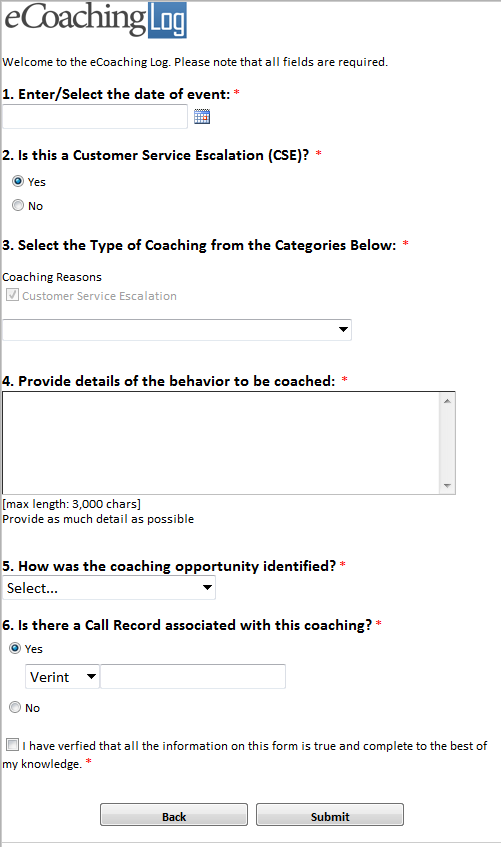 eCoaching Log
Welcome to the eCoaching Log. Please note that all fields are required.
1. Enter/Select the date of event: *
2. Is this a Customer Service Escalation (CSE)? *
Yes
No
3. Select the Type of Coaching from the Categories Below: *
Coaching Reasons
Customer Service Escalation
4. Provide details of the behavior to be coached: *
[max length: 3,000 chars]
Provide as much detail as possible
5. How was the coaching opportunity identified? *
Select...
6. Is there a Call Record associated with this coaching? *
Yes
Verint
No
I have verfied that all the information on this form is true and complete to the best of
my knowledge. *
Back Submit